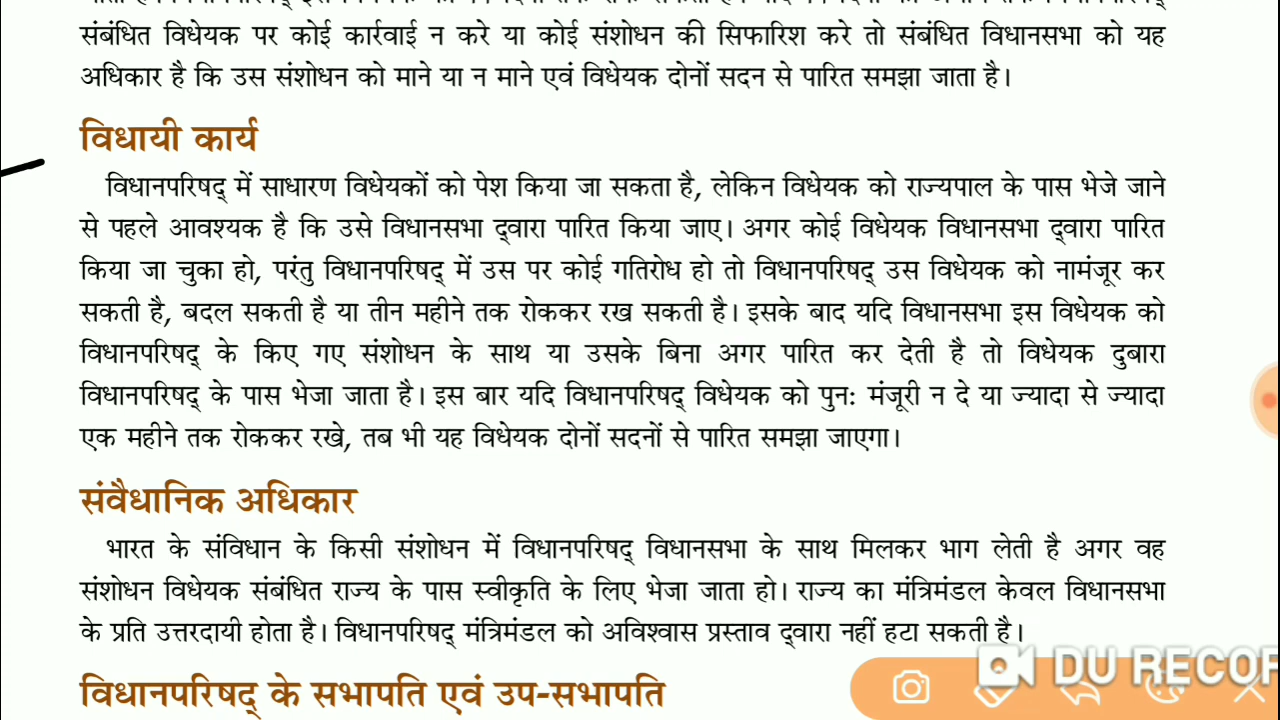 संबंधित विधेयक पर कोई कार्रवाई न करे या कोई संशोधन की सिफारिश करे तो संबंधित विधानसभा को यह
अधिकार है कि उस संशोधन को माने या न माने एवं विधेयक दोनों सदन से पारित समझा जाता है।
विधायी कार्य
विधानपरिषद् में साधारण विधेयकों को पेश किया जा सकता है, लेकिन विधेयक को राज्यपाल के पास भेजे जाने
से पहले आवश्यक है कि उसे विधानसभा द्वारा पारित किया जाए। अगर कोई विधेयक विधानसभा द्वारा पारित
किया जा चुका हो, परंतु विधानपरिषद् में उस पर कोई गतिरोध हो तो विधानपरिषद् उस विधेयक को नामंजूर कर
सकती है, बदल सकती है या तीन महीने तक रोककर रख सकती है। इसके बाद यदि विधानसभा इस विधेयक को
विधानपरिषद् के किए गए संशोधन के साथ या उसके बिना अगर पारित कर देती है तो विधेयक दुबारा
विधानपरिषद् के पास भेजा जाता है। इस बार यदि विधानपरिषद् विधेयक को पुनः मंजूरी न दे या ज्यादा से ज्यादा
एक महीने तक रोककर रखे, तब भी यह विधेयक दोनों सदनों से पारित समझा जाएगा।
संवैधानिक अधिकार
भारत के संविधान के किसी संशोधन में विधानपरिषद् विधानसभा के साथ मिलकर भाग लेती है अगर वह
संशोधन विधेयक संबंधित राज्य के पास स्वीकृति के लिए भेजा जाता हो। राज्य का मंत्रिमंडल केवल विधानसभा
के प्रति उत्तरदायी होता है। विधानपरिषद् मंत्रिमंडल को अविश्वास प्रस्ताव द्वारा नहीं हटा सकती है।
विधानपरिषद् के सभापति एवं उप-सभापति
DU RECOR